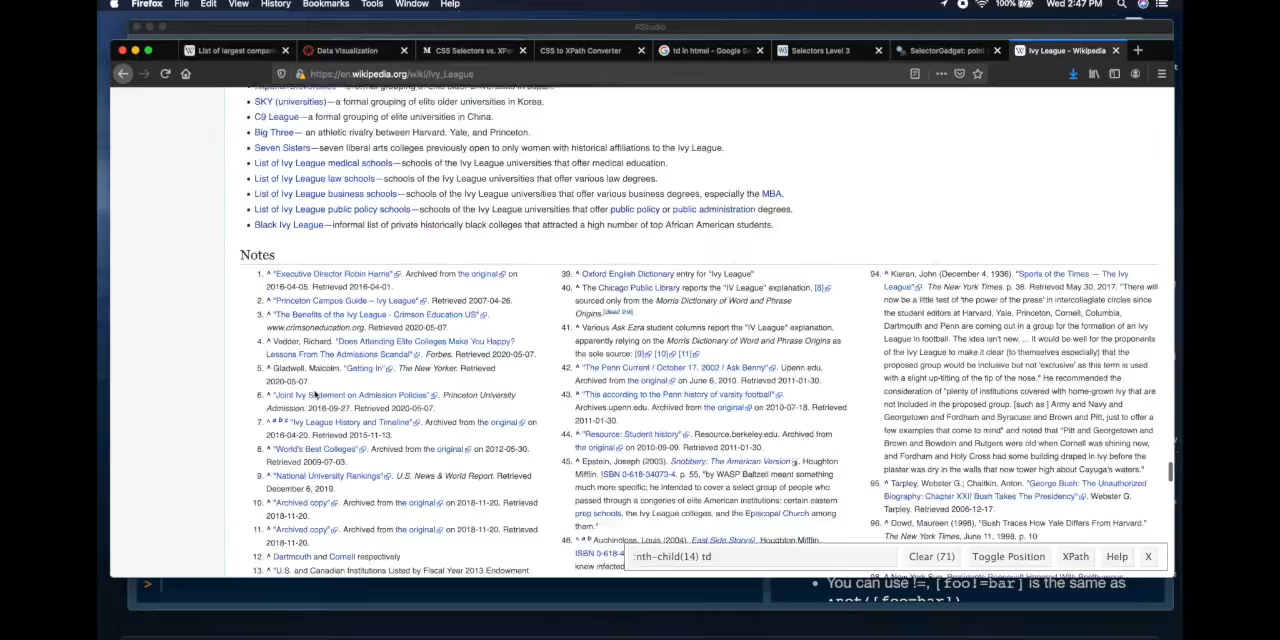 Firefox File Edit View History Bookmarks Tools Window Help 100% Wed 2:47 PM
RStudio
List of largest compani Data Visualization CSS Selectors vs. XPa CSS to XPath Converter td in html - Google Se Selectors Level 3 SelectorGadget: point Ivy League - Wikipedia
https://en.wikipedia.org/wiki/Ivy_League
SKY (universities)—a formal grouping of elite older universities in Korea.
C9 League—a formal grouping of elite universities in China.
Big Three— an athletic rivalry between Harvard, Yale, and Princeton.
Seven Sisters—seven liberal arts colleges previously open to only women with historical affiliations to the Ivy League.
List of Ivy League medical schools—schools of the Ivy League universities that offer medical education.
List of Ivy League law schools—schools of the Ivy League universities that offer various law degrees.
List of Ivy League business schools—schools of the Ivy League universities that offer various business degrees, especially the MBA.
List of Ivy League public policy schools—schools of the Ivy League universities that offer public policy or public administration degrees.
Black Ivy League—informal list of private historically black colleges that attracted a high number of top African American students.
Notes
1. ^ "Executive Director Robin Harris". Archived from the original on
2016-04-05. Retrieved 2016-04-01.
2. ^ "Princeton Campus Guide – Ivy League". Retrieved 2007-04-26.
3. ^ "The Benefits of the Ivy League - Crimson Education US".
www.crimsoneducation.org. Retrieved 2020-05-07.
4. ^ Vedder, Richard. "Does Attending Elite Colleges Make You Happy?
Lessons From The Admissions Scandal". Forbes. Retrieved 2020-05-07.
5. ^ Gladwell, Malcolm. "Getting In". The New Yorker. Retrieved
2020-05-07.
6. ^ "Joint Ivy Statement on Admission Policies". Princeton University
Admission. 2016-09-27. Retrieved 2020-05-07.
7. ^ a b c "Ivy League History and Timeline". Archived from the original on
2016-04-20. Retrieved 2015-11-13.
8. ^ "World's Best Colleges". Archived from the original on 2012-05-30.
Retrieved 2009-07-03.
9. ^ "National University Rankings". U.S. News & World Report. Retrieved
December 6, 2019.
10. ^ "Archived copy". Archived from the original on 2018-11-20. Retrieved
2018-11-20.
11. ^ "Archived copy". Archived from the original on 2018-11-20. Retrieved
2018-11-20.
12. ^ Dartmouth and Cornell respectively
13. ^ "U.S. and Canadian Institutions Listed by Fiscal Year 2013 Endowment
39. ^ Oxford English Dictionary entry for "Ivy League"
40. ^ The Chicago Public Library reports the "IV League" explanation, [8]
sourced only from the Morris Dictionary of Word and Phrase
Origins.[dead link]
41. ^ Various Ask Ezra student columns report the "IV League" explanation,
apparently relying on the Morris Dictionary of Word and Phrase Origins as
the sole source: [9] [10] [11]
42. ^ "The Penn Current / October 17, 2002 / Ask Benny". Upenn.edu.
Archived from the original on June 6, 2010. Retrieved 2011-01-30.
43. ^ "This according to the Penn history of varsity football".
Archives.upenn.edu. Archived from the original on 2010-07-18. Retrieved
2011-01-30.
44. ^ "Resource: Student history". Resource.berkeley.edu. Archived from
the original on 2010-09-09. Retrieved 2011-01-30.
45. ^ Epstein, Joseph (2003). Snobbery: The American Version. Houghton
Mifflin. ISBN 0-618-34073-4. p. 55, "by WASP Baltzell meant something
much more specific; he intended to cover a select group of people who
passed through a congeries of elite American institutions: certain eastern
prep schools, the Ivy League colleges, and the Episcopal Church among
them."
46. ^ a b Auchincloss, Louis (2004). East Side Story. Houghton Mifflin.
ISBN 0-618-4
knew infected
94. ^ Kieran, John (December 4, 1936). "Sports of the Times — The Ivy
League". The New York Times. p. 36. Retrieved May 30, 2017. "There will
now be a little test of 'the power of the press' in intercollegiate circles since
the student editors at Harvard, Yale, Princeton, Cornell, Columbia,
Dartmouth and Penn are coming out in a group for the formation of an Ivy
League in football. The idea isn't new. ... It would be well for the proponents
of the Ivy League to make it clear (to themselves especially) that the
proposed group would be inclusive but not 'exclusive' as this term is used
with a slight up-tilting of the tip of the nose." He recommended the
consideration of "plenty of institutions covered with home-grown ivy that are
not included in the proposed group. [such as ] Army and Navy and
Georgetown and Fordham and Syracuse and Brown and Pitt, just to offer a
few examples that come to mind" and noted that "Pitt and Georgetown and
Brown and Bowdoin and Rutgers were old when Cornell was shining new,
and Fordham and Holy Cross had some building draped in ivy before the
plaster was dry in the walls that now tower high about Cayuga's waters."
95. ^ Tarpley, Webster G.; Chaitkin, Anton. "George Bush: The Unauthorized
Biography: Chapter XXI Bush Takes The Presidency". Webster G.
Tarpley. Retrieved 2006-12-17.
96. ^ Dowd, Maureen (1998), "Bush Traces How Yale Differs From Harvard."
The New York Times, June 11, 1998. p. 10
:nth-child(14) td Clear (71) Toggle Position XPath Help X
>
You can use !=, [foo!=bar] is the same as
:not([foo=bar])